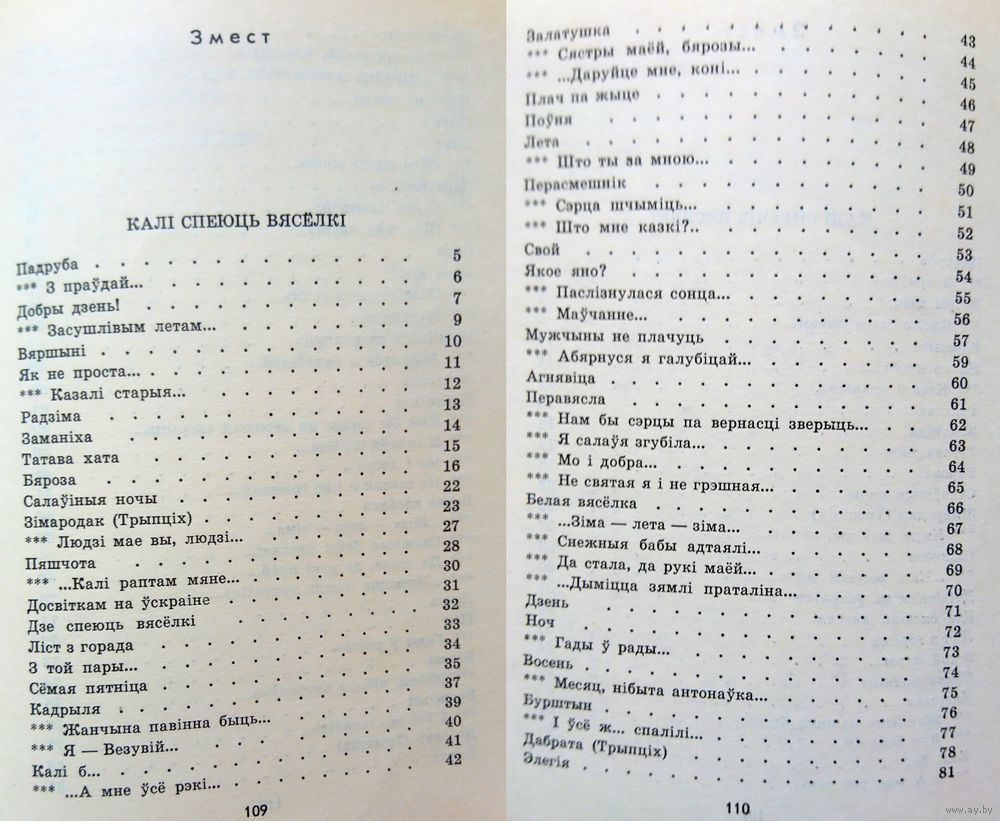 Змест
КАЛІ СПЕЮЦЬ ВЯСЁЛКІ
Падруба . . . . . . . . . . 5
*** З праўдай... . . . . . . . . 6
Добры дзень! . . . . . . . . . 7
*** Засушлівым летам... . . . . . . 9
Вяршыні . . . . . . . . . . 10
Як не проста... . . . . . . . . 11
*** Казалі старыя... . . . . . . . 12
Радзіма . . . . . . . . . . 13
Заманіха . . . . . . . . . . 14
Татава хата . . . . . . . . . 15
Бяроза . . . . . . . . . . 16
Салаўіныя ночы . . . . . . . . 22
Зімародак (Трыпціх) . . . . . . . 23
*** Людзі мае вы, людзі... . . . . . 27
Пяшчота . . . . . . . . . . 28
*** ...Калі раптам мяне... . . . . . 30
Досвіткам на ўскраіне . . . . . . 31
Дзе спеюць вясёлкі . . . . . . . 32
Ліст з горада . . . . . . . . 33
З той пары... . . . . . . . . 34
Сёмая пятніца . . . . . . . . 35
Кадрыля . . . . . . . . . . 37
*** Жанчына павінна быць... . . . . . 39
*** Я — Везувій... . . . . . . . 40
Калі б... . . . . . . . . . 41
*** ...А мне ўсё рэкі... . . . . . . 42
109
Залатушка . . . . . . . . . 43
*** Сястры маёй, бярозы... . . . . . 44
*** ...Даруйце мне, коні... . . . . . 45
Плач па жыце . . . . . . . . 46
Поўня . . . . . . . . . . 47
Лета . . . . . . . . . . 48
*** Што ты за мною... . . . . . . 49
Перасмешнік . . . . . . . . . 50
*** Сэрца шчыміць... . . . . . . . 51
*** Што мне казкі?.. . . . . . . . 52
Свой . . . . . . . . . . 53
Якое яно? . . . . . . . . . 54
*** Паслізнулася сонца... . . . . . . 55
*** Маўчанне... . . . . . . . . 56
Мужчыны не плачуць . . . . . . . 57
*** Абярнуся я галубіцай... . . . . . 59
Агнявіца . . . . . . . . . . 60
Перавясла . . . . . . . . . 61
*** Нам бы сэрцы па вернасці зверыць... . . 62
*** Я салаўя згубіла... . . . . . . 63
*** Мо і добра... . . . . . . . . 64
*** Не святая я і не грэшная... . . . . 65
Белая вясёлка . . . . . . . . 66
*** ...Зіма — лета — зіма... . . . . . 67
*** Снежныя бабы адтаялі... . . . . . 68
*** Да стала, да рукі маёй... . . . . . 69
*** ...Дыміцца зямлі праталіна... . . . . 70
Дзень . . . . . . . . . . 71
Ноч . . . . . . . . . . 72
*** Гады ў рады... . . . . . . . 73
Восень . . . . . . . . . . 74
*** Месяц, нібыта антонаўка... . . . . . 75
Бурштын . . . . . . . . . . 76
*** І ўсё ж... спалілі... . . . . . . 77
Дабрата (Трыпціх) . . . . . . . 78
Элегія . . . . . . . . . . 81
110
www.ay.by